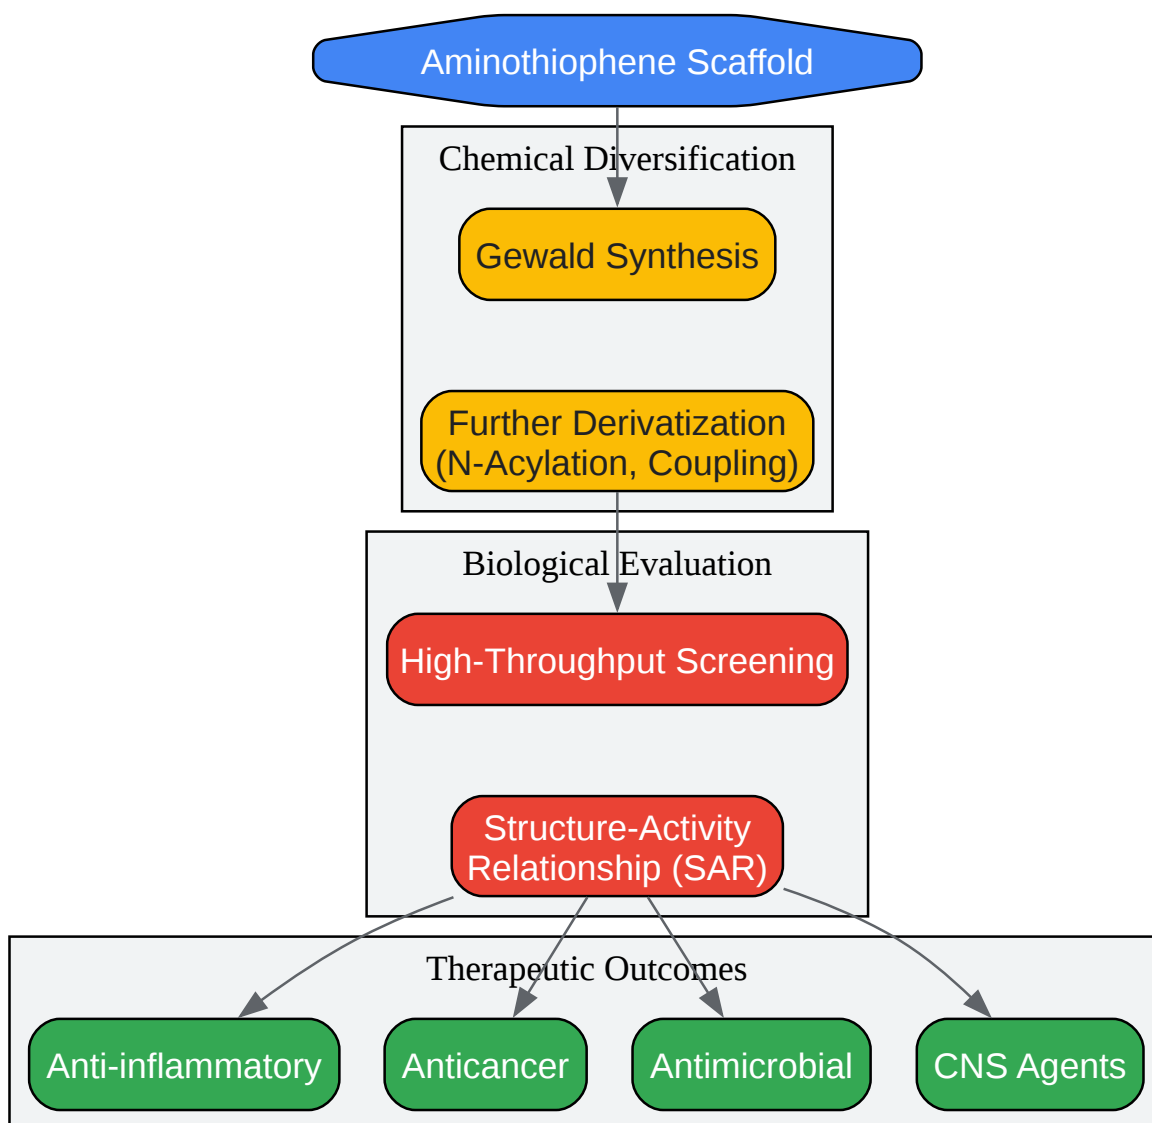 Aminothiophene Scaffold
Chemical Diversification
Gewald Synthesis
Further Derivatization
(N-Acylation, Coupling)
Biological Evaluation
High-Throughput Screening
Structure-Activity
Relationship (SAR)
Therapeutic Outcomes
Anti-inflammatory
Anticancer
Antimicrobial
CNS Agents